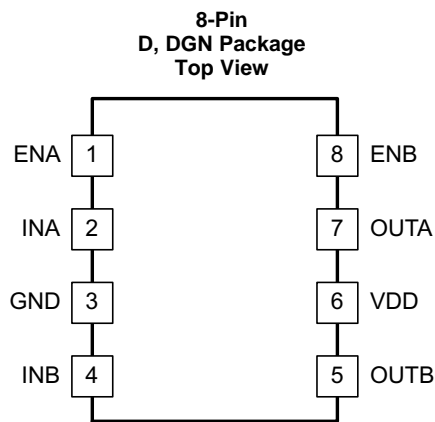 8-Pin
D, DGN Package
Top View
ENA 1 8 ENB
INA 2 7 OUTA
GND 3 6 VDD
INB 4 5 OUTB